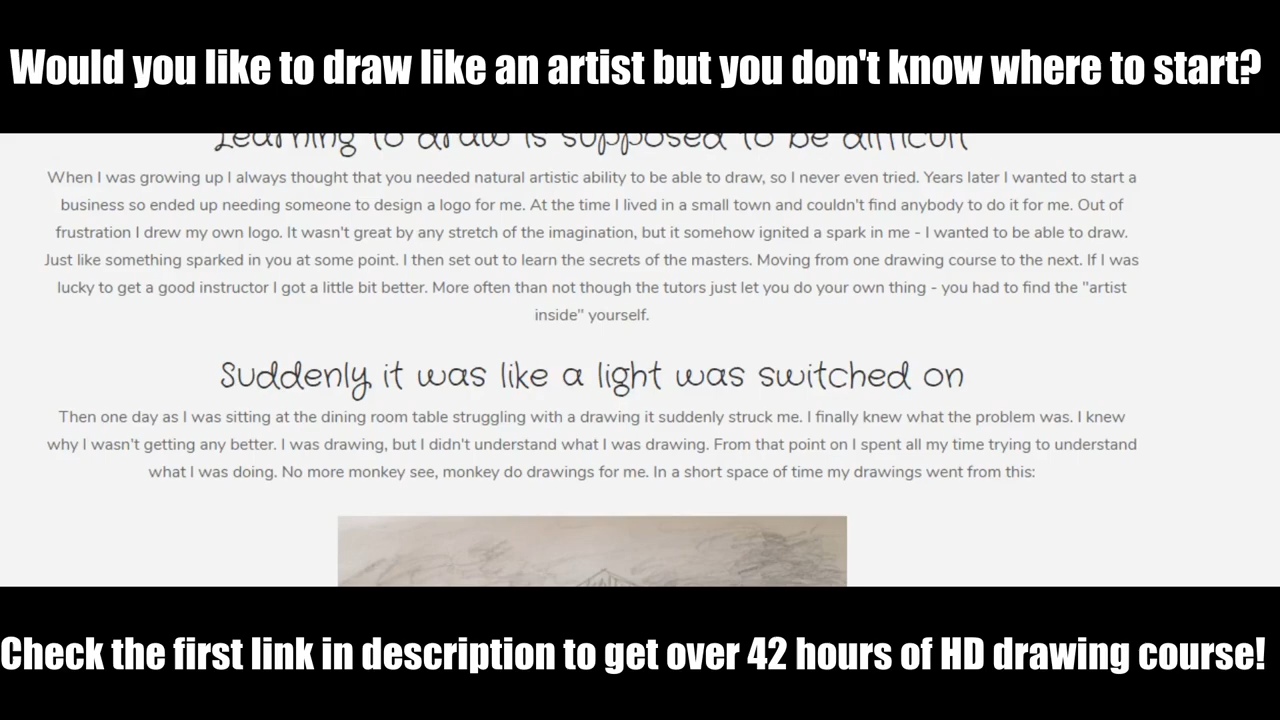 Would you like to draw like an artist but you don't know where to start?
Learning to draw is supposed to be difficult
When I was growing up I always thought that you needed natural artistic ability to be able to draw, so I never even tried. Years later I wanted to start a
business so ended up needing someone to design a logo for me. At the time I lived in a small town and couldn't find anybody to do it for me. Out of
frustration I drew my own logo. It wasn't great by any stretch of the imagination, but it somehow ignited a spark in me - I wanted to be able to draw.
Just like something sparked in you at some point. I then set out to learn the secrets of the masters. Moving from one drawing course to the next. If I was
lucky to get a good instructor I got a little bit better. More often than not though the tutors just let you do your own thing - you had to find the "artist
inside" yourself.
Suddenly it was like a light was switched on
Then one day as I was sitting at the dining room table struggling with a drawing it suddenly struck me. I finally knew what the problem was. I knew
why I wasn't getting any better. I was drawing, but I didn't understand what I was drawing. From that point on I spent all my time trying to understand
what I was doing. No more monkey see, monkey do drawings for me. In a short space of time my drawings went from this:
Check the first link in description to get over 42 hours of HD drawing course!